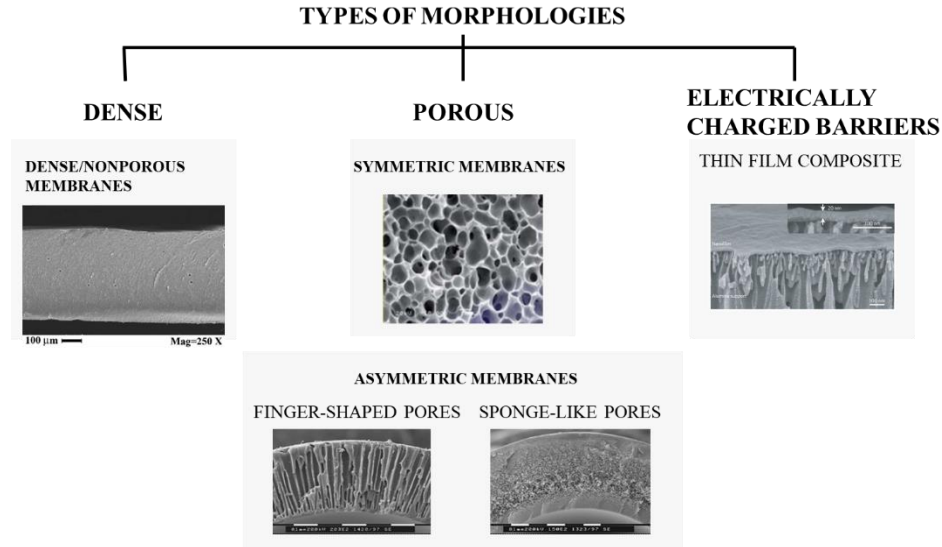 TYPES OF MORPHOLOGIES
DENSE
POROUS
ELECTRICALLY
CHARGED BARRIERS
DENSE/NONPOROUS
MEMBRANES
100 μm
Mag=250 X
SYMMETRIC MEMBRANES
THIN FILM COMPOSITE
ASYMMETRIC MEMBRANES
FINGER-SHAPED PORES
SPONGE-LIKE PORES